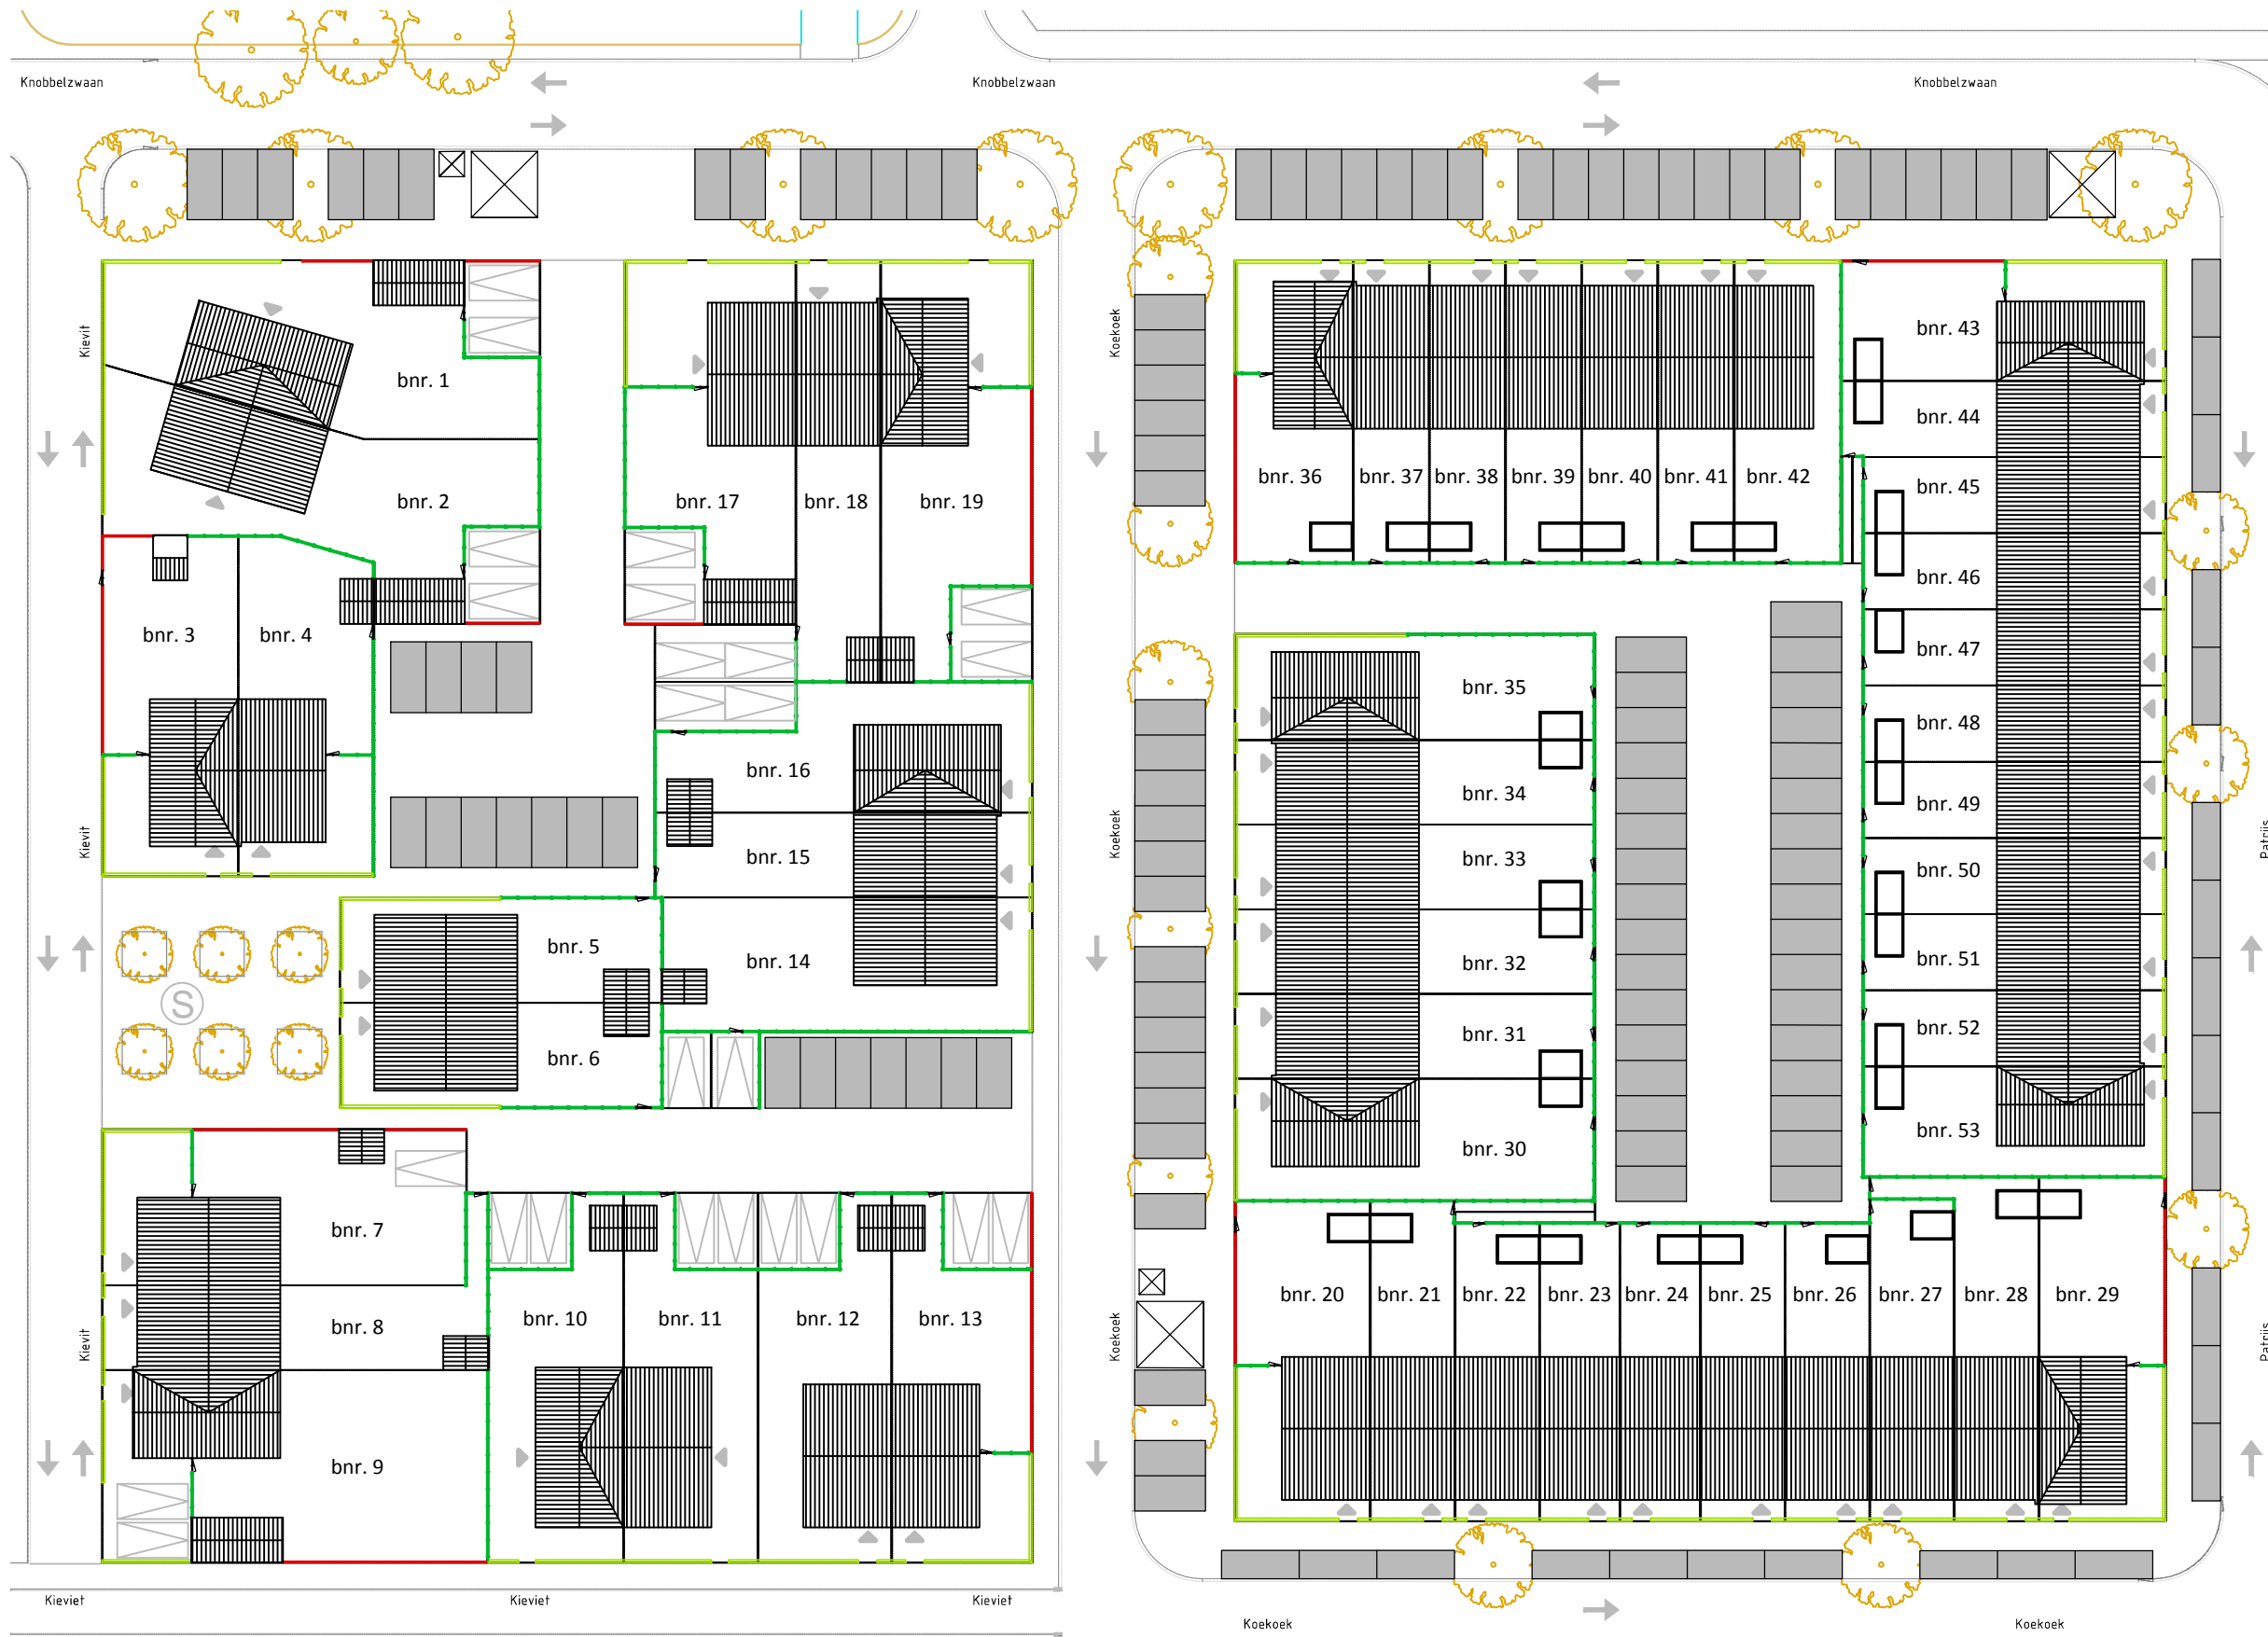 Knobbelzwaan
Knobbelzwaan
Knobbelzwaan
Kievit
bnr. 1
bnr. 2
bnr. 3
bnr. 4
Kievit
bnr. 5
bnr. 6
S
bnr. 7
bnr. 8
bnr. 9
Kievit
bnr. 10
bnr. 11
bnr. 12
bnr. 13
bnr. 14
bnr. 15
bnr. 16
bnr. 17
bnr. 18
bnr. 19
Kieviet
Kieviet
Kieviet
Koekoek
Koekoek
Koekoek
bnr. 36
bnr. 37
bnr. 38
bnr. 39
bnr. 40
bnr. 41
bnr. 42
bnr. 43
bnr. 44
bnr. 45
bnr. 46
bnr. 47
bnr. 48
bnr. 49
bnr. 50
bnr. 51
bnr. 52
bnr. 53
bnr. 35
bnr. 34
bnr. 33
bnr. 32
bnr. 31
bnr. 30
bnr. 20
bnr. 21
bnr. 22
bnr. 23
bnr. 24
bnr. 25
bnr. 26
bnr. 27
bnr. 28
bnr. 29
Patrijs
Patrijs
Koekoek
Koekoek